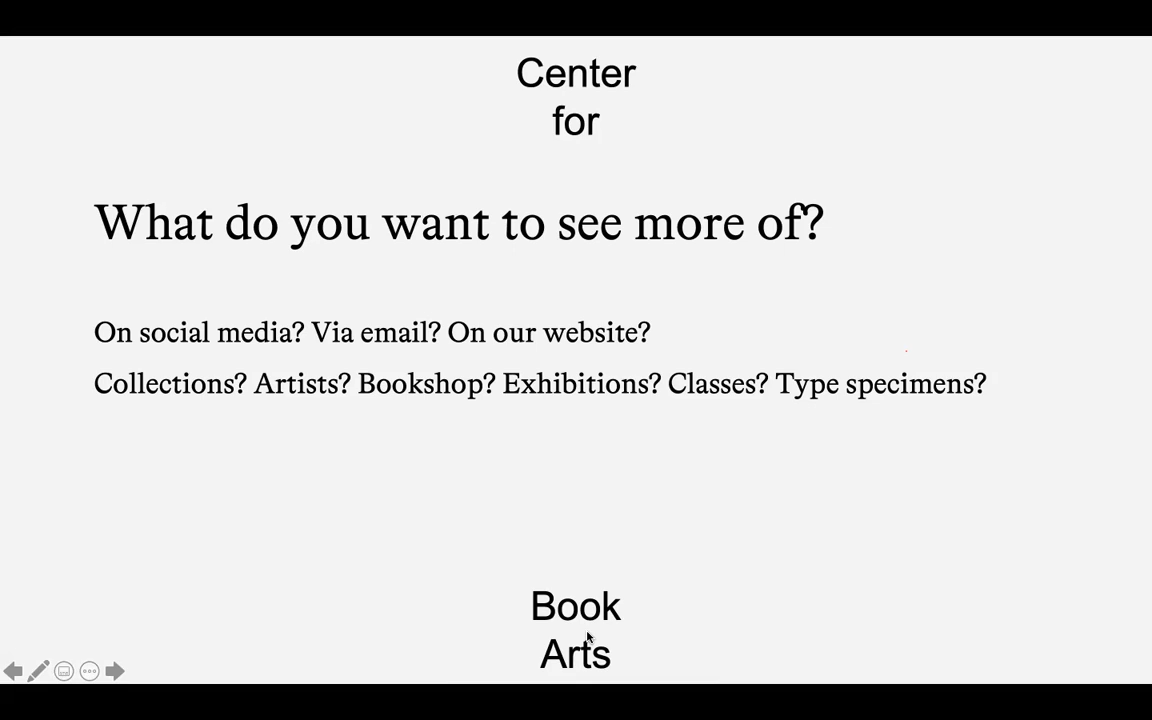 Center
for
What do you want to see more of?
On social media? Via email? On our website?
Collections? Artists? Bookshop? Exhibitions? Classes? Type specimens?
Book
Arts